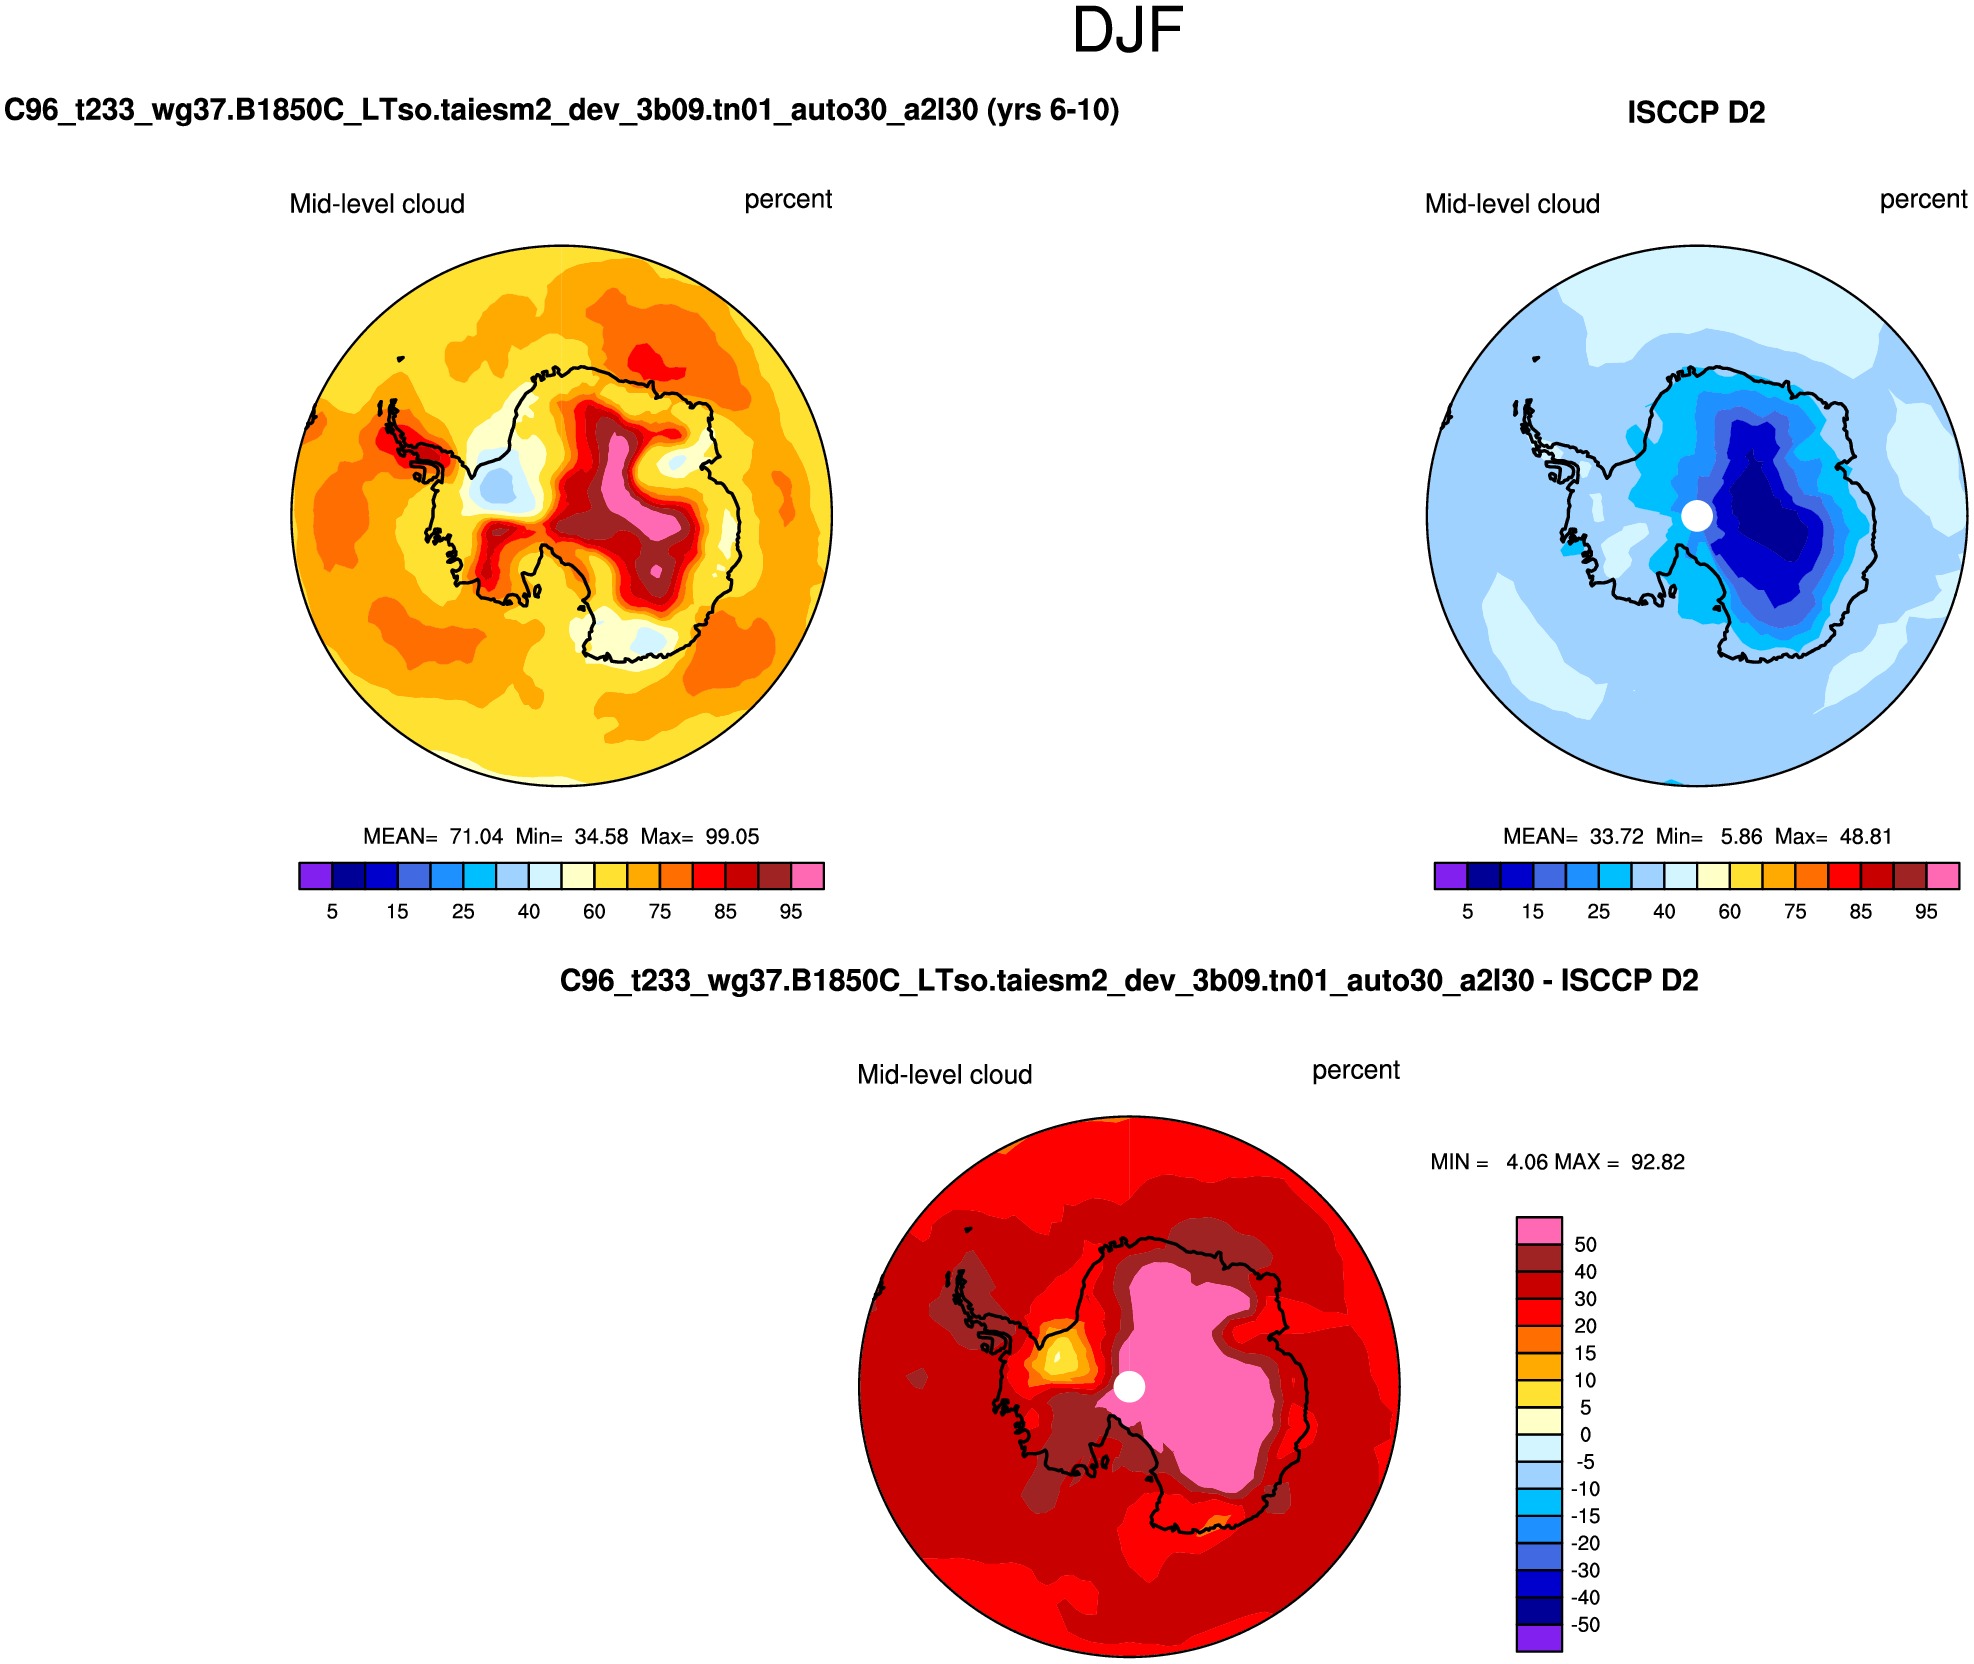 DJF
C96_t233_wg37.B1850C_LTso.taiesm2_dev_3b09.tn01_auto30_a2l30 (yrs 6-10)
ISCCP D2
Mid-level cloud percent
Mid-level cloud percent
MEAN= 71.04 Min= 34.58 Max= 99.05
MEAN= 33.72 Min= 5.86 Max= 48.81
5 15 25 40 60 75 85 95
5 15 25 40 60 75 85 95
C96_t233_wg37.B1850C_LTso.taiesm2_dev_3b09.tn01_auto30_a2l30 - ISCCP D2
Mid-level cloud percent
MIN = 4.06 MAX = 92.82
50
40
30
20
15
10
5
0
-5
-10
-15
-20
-30
-40
-50